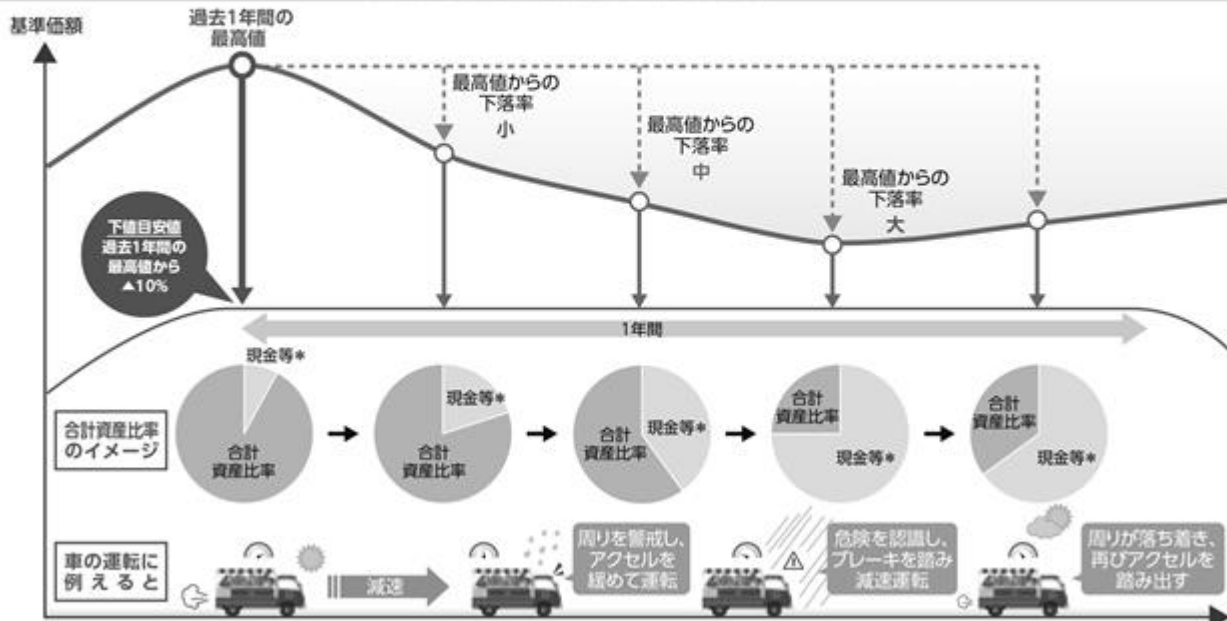 基準価額
過去1年間の
最高値
最高値からの
下落率
小
最高値からの
下落率
中
最高値からの
下落率
大
下値目安値
過去1年間の
最高値から
▲10%
1年間
合計資産比率
のイメージ
現金等*
合計
資産比率
現金等*
合計
資産比率
現金等*
合計
資産比率
合計
資産比率
現金等*
合計
資産比率
現金等*
車の運転に
例えると
減速
周りを警戒し、
アクセルを
緩めて運転
危険を認識し、
ブレーキを踏み
減速運転
周りが落ち着き、
再びアクセルを
踏み出す